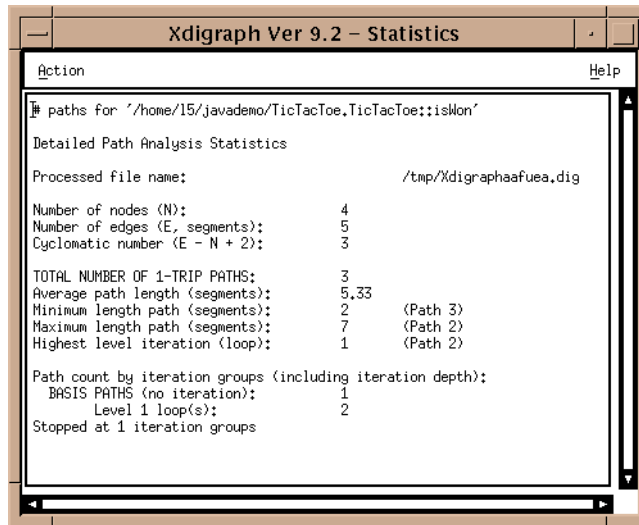 Xdigraph Ver 9.2 – Statistics
Action Help
# paths for '/home/l5/javademo/TicTacToe.TicTacToe::isWon'
Detailed Path Analysis Statistics
Processed file name: /tmp/Xdigraphaafuea.dig
Number of nodes (N): 4
Number of edges (E, segments): 5
Cyclomatic number (E - N + 2): 3
TOTAL NUMBER OF 1-TRIP PATHS: 3
Average path length (segments): 5.33
Minimum length path (segments): 2 (Path 3)
Maximum length path (segments): 7 (Path 2)
Highest level iteration (loop): 1 (Path 2)
Path count by iteration groups (including iteration depth):
BASIS PATHS (no iteration): 1
Level 1 loop(s): 2
Stopped at 1 iteration groups